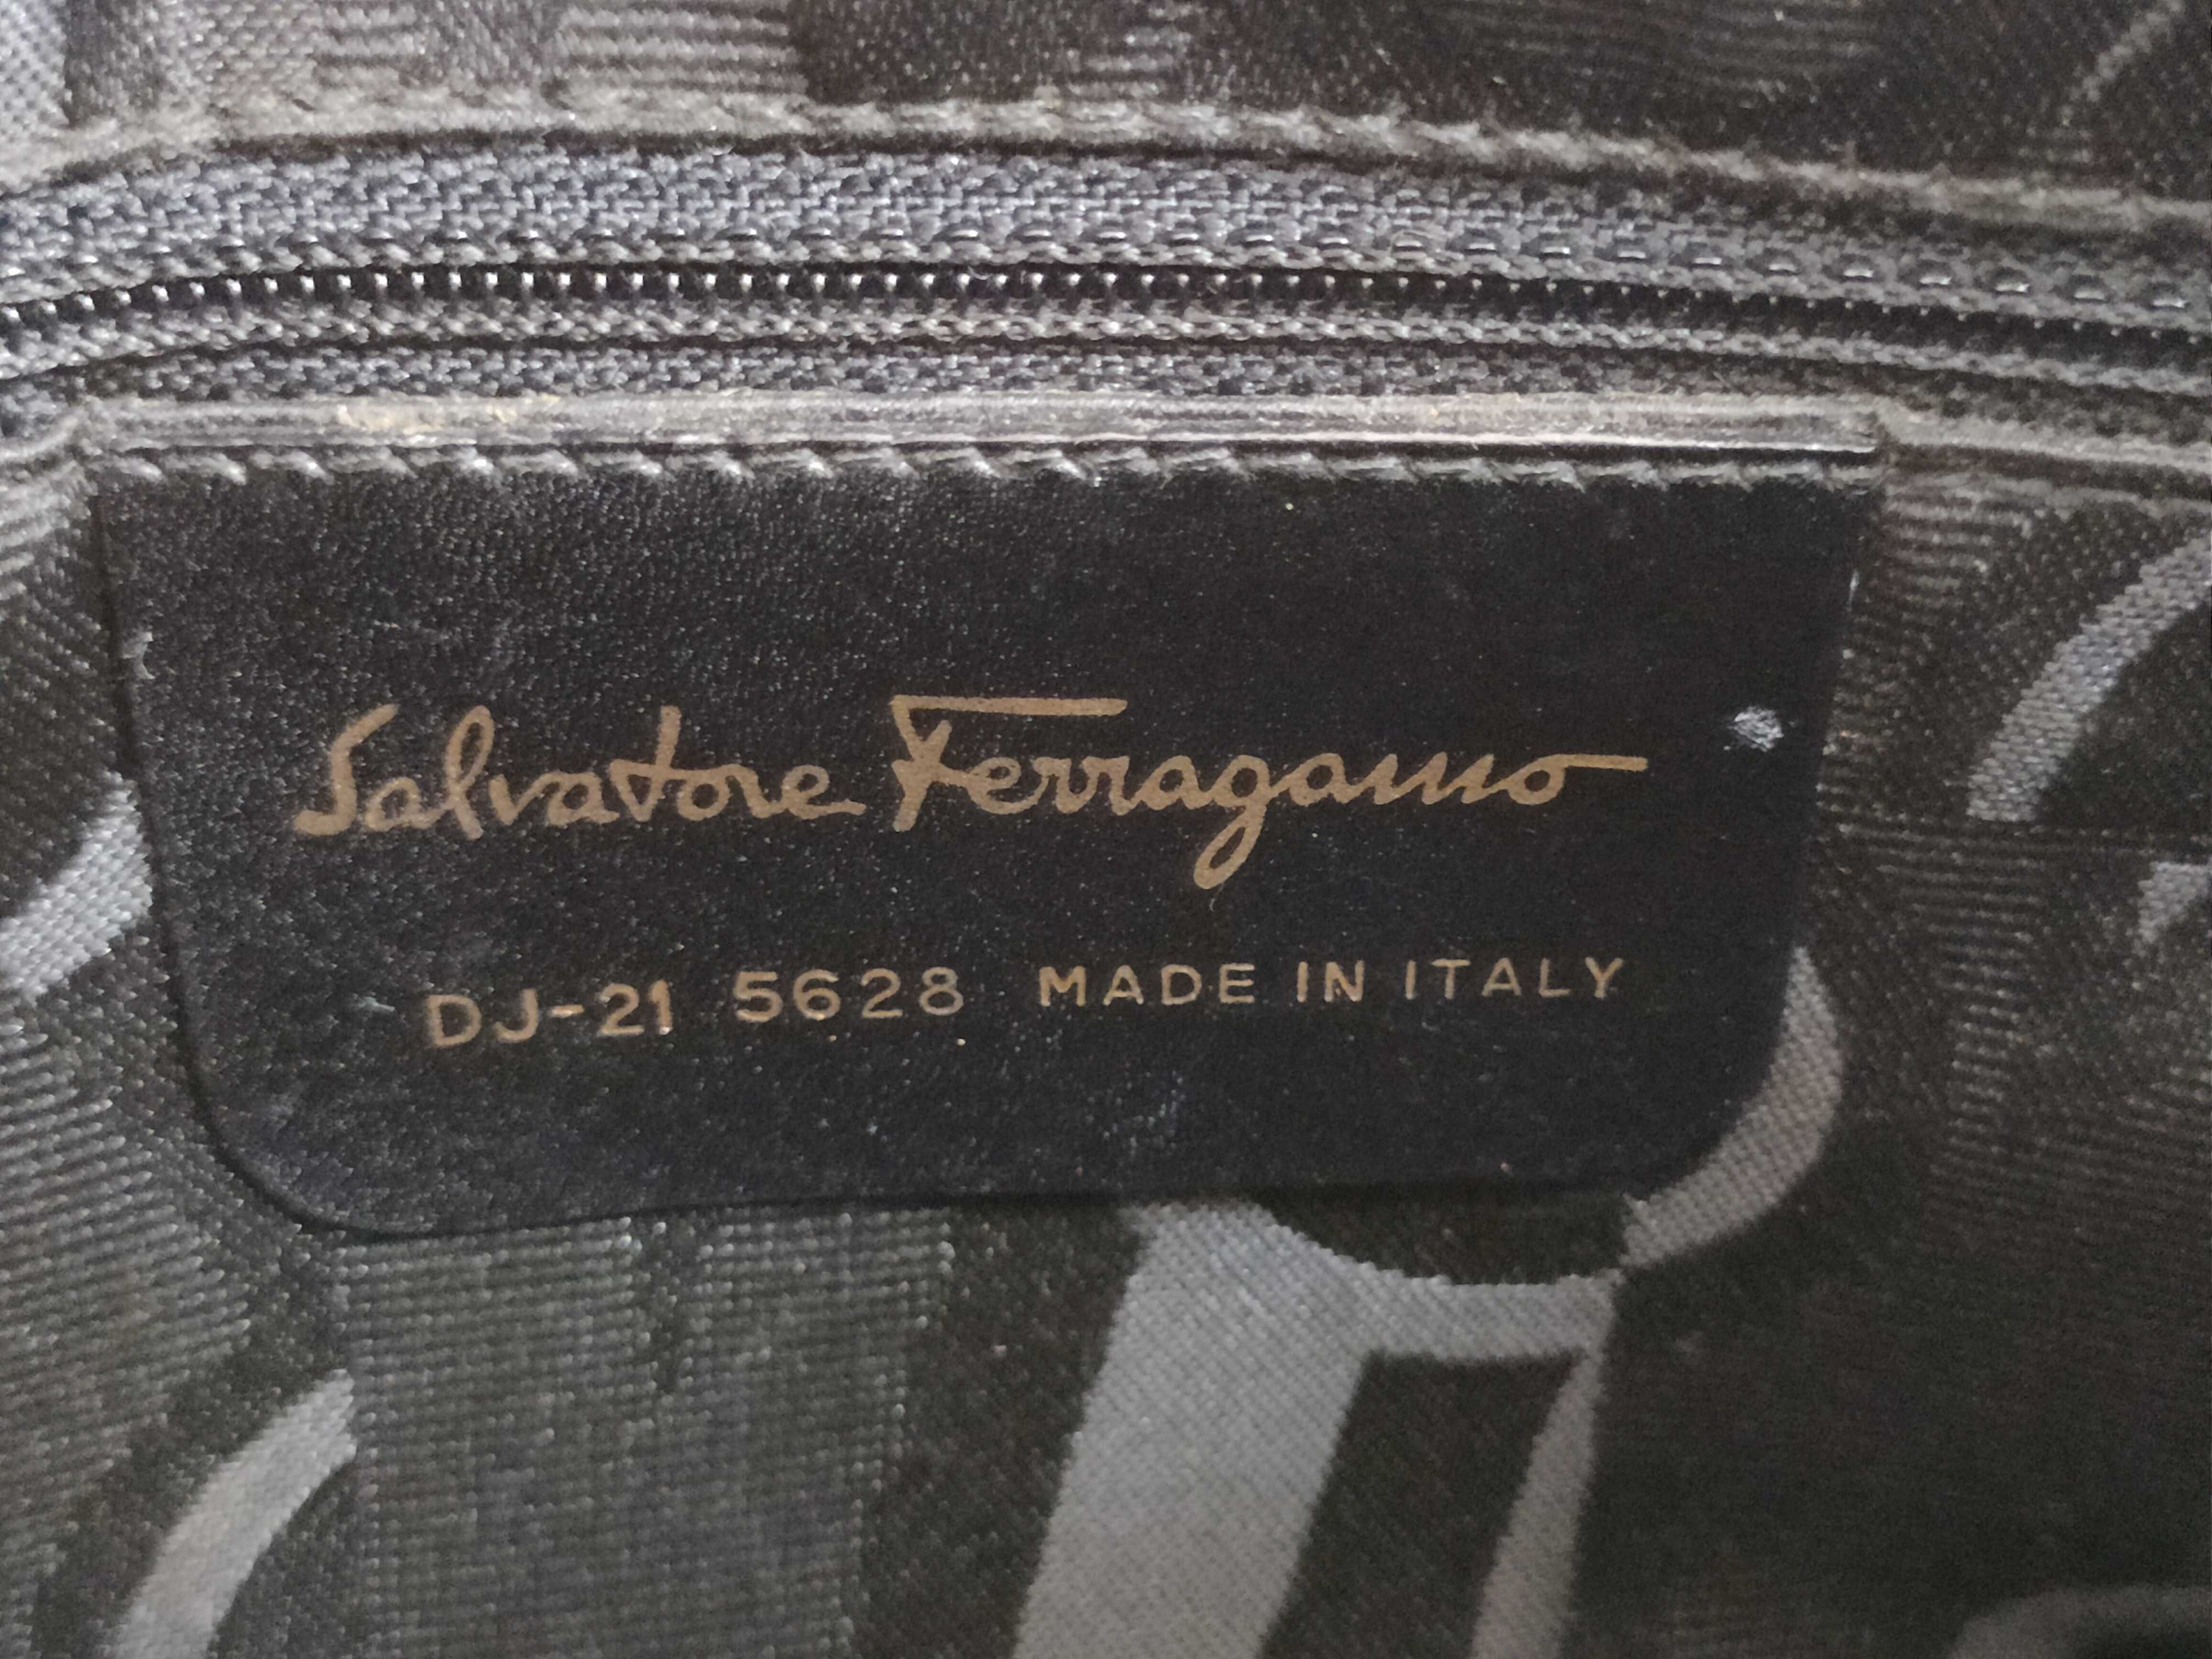 Salvatore Ferragamo
DJ-21 5628 MADE IN ITALY